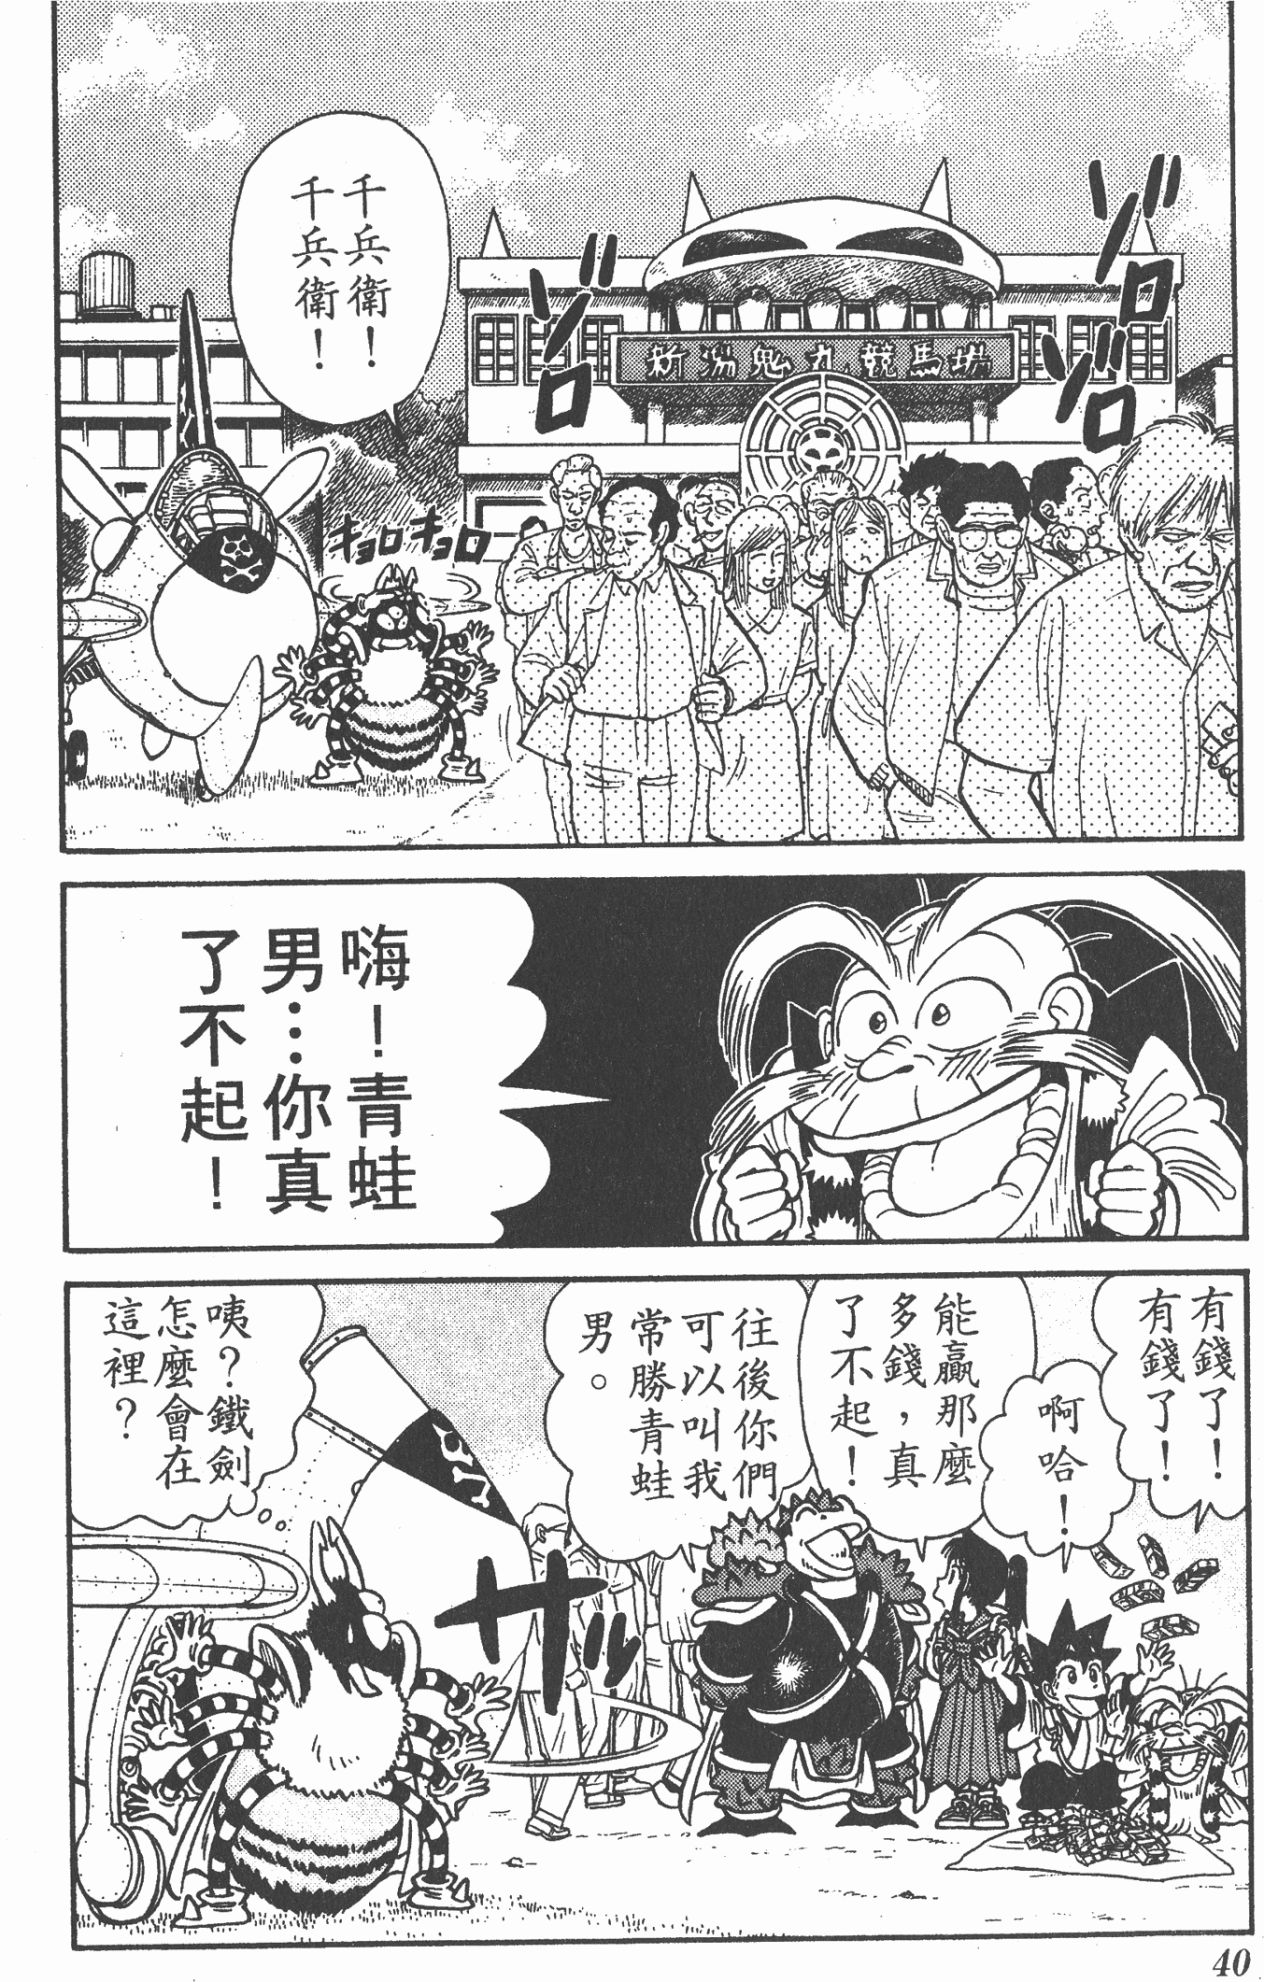 ゾロ
ゾロ
新潟鬼丸競馬場
ゾロ
ゾロ
千兵衛！
千兵衛！
キョロキョロ
嗨！青蛙
男…你真
了不起！
有錢了！
有錢了！
啊哈！
能贏那麼
多錢，真
了不起！
往後你們
可以叫我
常勝青蛙
男。
サッ
咦？鐵劍
怎麼會在
這裡？
40